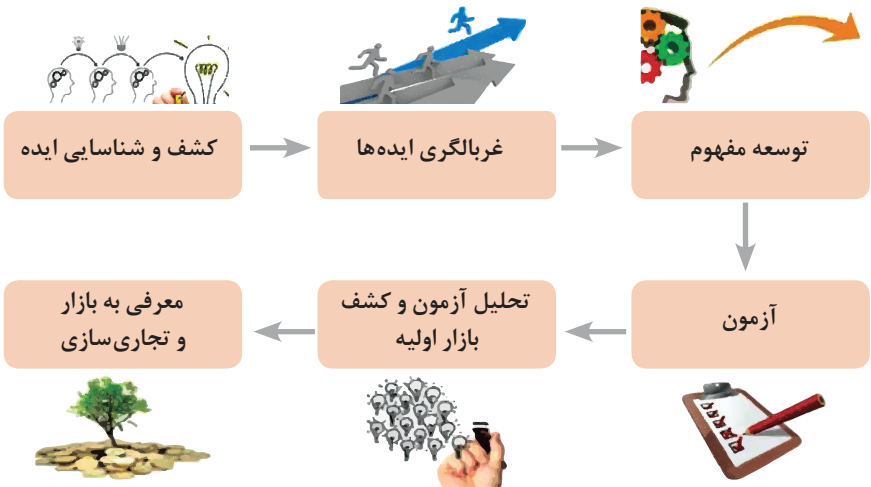 کشف و شناسایی ایده
غربالگری ایده‌ها
توسعه مفهوم
آزمون
تحلیل آزمون و کشف
بازار اولیه
معرفی به بازار
و تجاری‌سازی